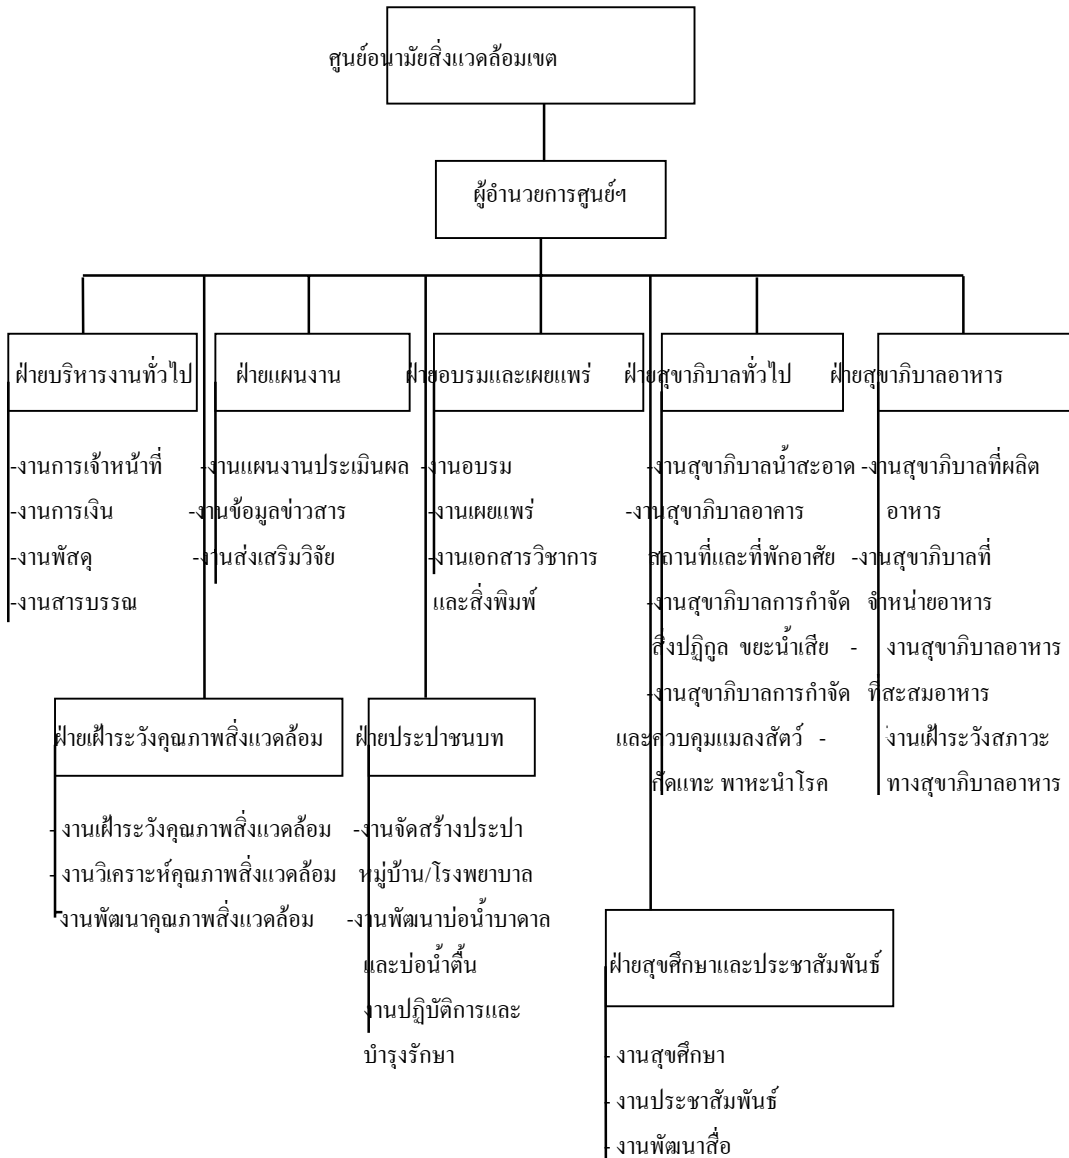 ศูนย์อนามัยสิ่งแวดล้อมเขต
ผู้อำนวยการศูนย์ฯ
ฝ่ายบริหารงานทั่วไป
-งานการเจ้าหน้าที่
-งานการเงิน
-งานพัสดุ
-งานสารบรรณ
ฝ่ายแผนงาน
-งานแผนงานประเมินผล
-งานข้อมูลข่าวสาร
-งานส่งเสริมวิจัย
ฝ่ายอบรมและเผยแพร่
-งานอบรม
-งานเผยแพร่
-งานเอกสารวิชาการ
และสิ่งพิมพ์
ฝ่ายสุขาภิบาลทั่วไป
-งานสุขาภิบาลน้ำสะอาด
-งานสุขาภิบาลอาคาร
สถานที่และที่พักอาศัย
-งานสุขาภิบาลการกำจัด
สิ่งปฏิกูล ขยะน้ำเสีย
-งานสุขาภิบาลการกำจัด
และควบคุมแมลงสัตว์
กัดแทะ พาหะนำโรค
ฝ่ายสุขาภิบาลอาหาร
-งานสุขาภิบาลที่ผลิต
อาหาร
-งานสุขาภิบาลที่
จำหน่ายอาหาร
- งานสุขาภิบาลอาหาร
ที่สะสมอาหาร
- งานเฝ้าระวังสภาวะ
ทางสุขาภิบาลอาหาร
ฝ่ายเฝ้าระวังคุณภาพสิ่งแวดล้อม
- งานเฝ้าระวังคุณภาพสิ่งแวดล้อม
- งานวิเคราะห์คุณภาพสิ่งแวดล้อม
- งานพัฒนาคุณภาพสิ่งแวดล้อม
ฝ่ายประปาชนบท
-งานจัดสร้างประปา
หมู่บ้าน/โรงพยาบาล
-งานพัฒนาบ่อน้ำบาดาล
และบ่อน้ำตื้น
งานปฏิบัติการและ
บำรุงรักษา
ฝ่ายสุขศึกษาและประชาสัมพันธ์
- งานสุขศึกษา
- งานประชาสัมพันธ์
- งานพัฒนาสื่อ